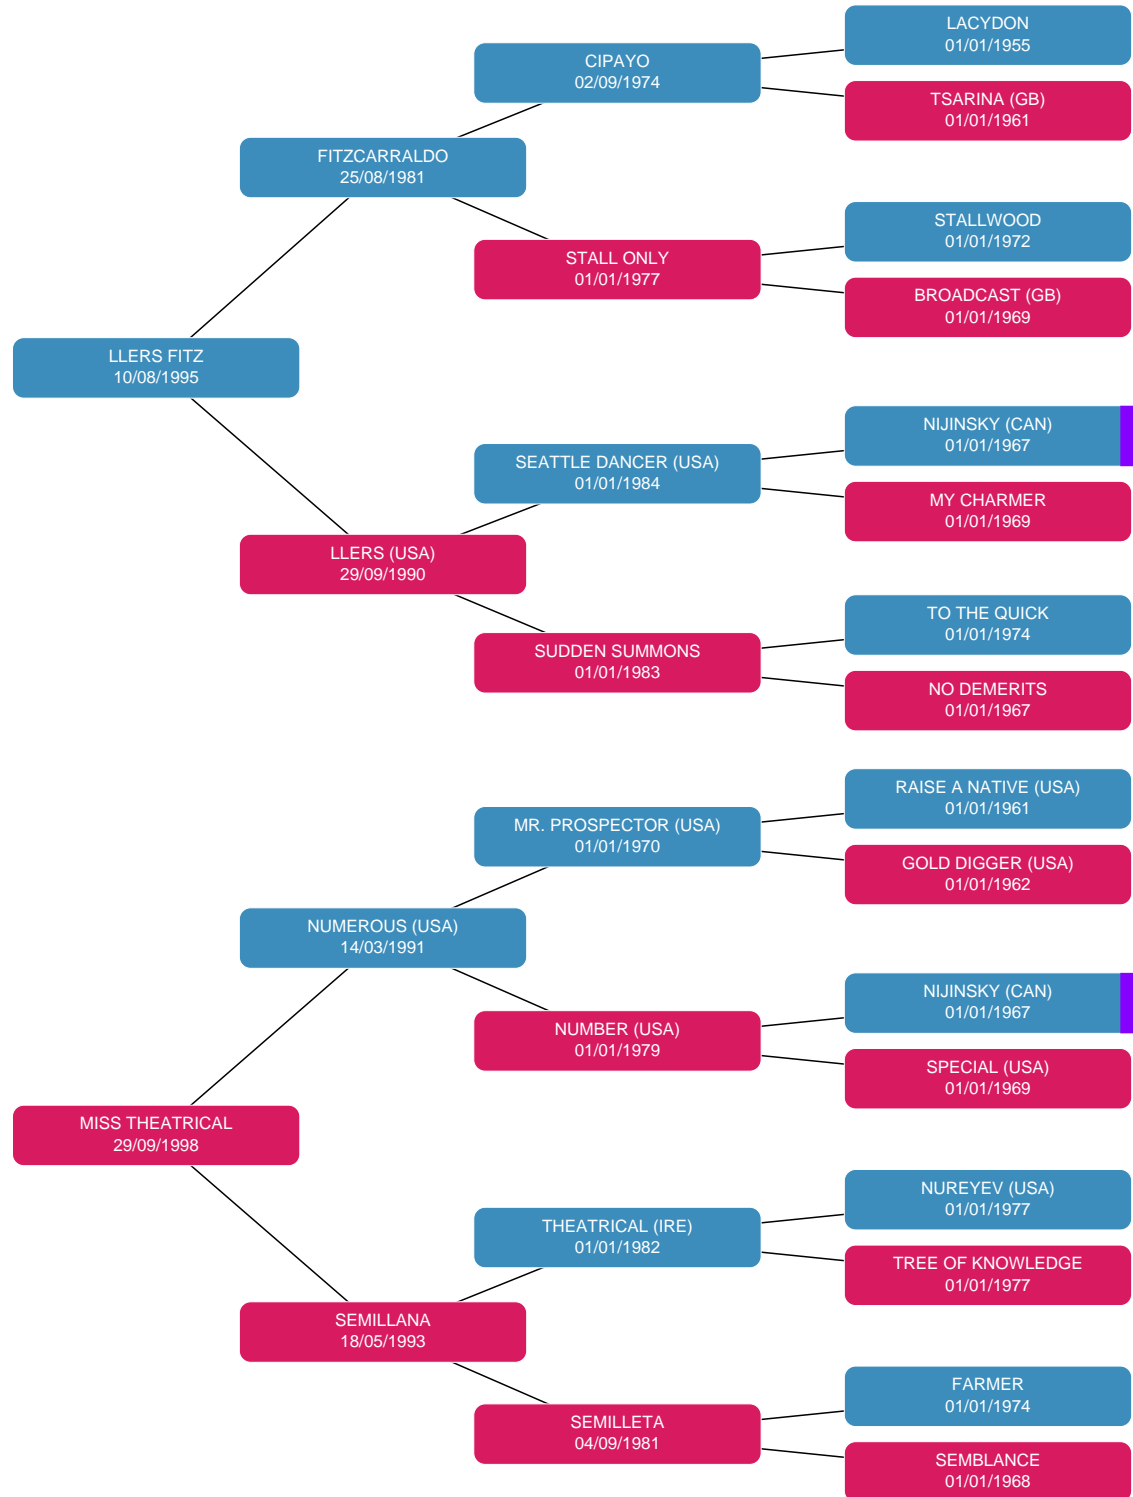 LACYDON
01/01/1955
CIPAYO
02/09/1974
TSARINA (GB)
01/01/1961
FITZCARRALDO
25/08/1981
STALLWOOD
01/01/1972
STALL ONLY
01/01/1977
BROADCAST (GB)
01/01/1969
LLERS FITZ
10/08/1995
NIJINSKY (CAN)
01/01/1967
SEATTLE DANCER (USA)
01/01/1984
MY CHARMER
01/01/1969
LLERS (USA)
29/09/1990
TO THE QUICK
01/01/1974
SUDDEN SUMMONS
01/01/1983
NO DEMERITS
01/01/1967
RAISE A NATIVE (USA)
01/01/1961
MR. PROSPECTOR (USA)
01/01/1970
GOLD DIGGER (USA)
01/01/1962
NUMEROUS (USA)
14/03/1991
NIJINSKY (CAN)
01/01/1967
NUMBER (USA)
01/01/1979
SPECIAL (USA)
01/01/1969
MISS THEATRICAL
29/09/1998
NUREYEV (USA)
01/01/1977
THEATRICAL (IRE)
01/01/1982
TREE OF KNOWLEDGE
01/01/1977
SEMILLANA
18/05/1993
FARMER
01/01/1974
SEMILLETA
04/09/1981
SEMBLANCE
01/01/1968